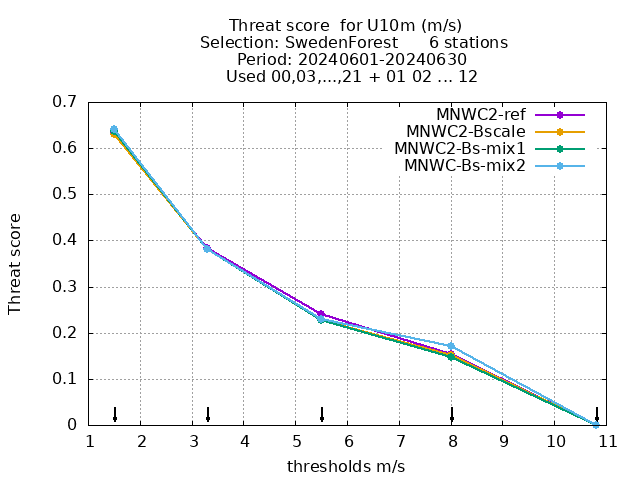 Threat score  for U10m (m/s)
Selection: SwedenForest      6 stations
Period: 20240601-20240630
Used 00,03,...,21 + 01 02 ... 12
MNWC2-ref
MNWC2-Bscale
MNWC2-Bs-mix1
MNWC-Bs-mix2
Threat score
0.7
0.6
0.5
0.4
0.3
0.2
0.1
0
1 2 3 4 5 6 7 8 9 10 11
thresholds m/s